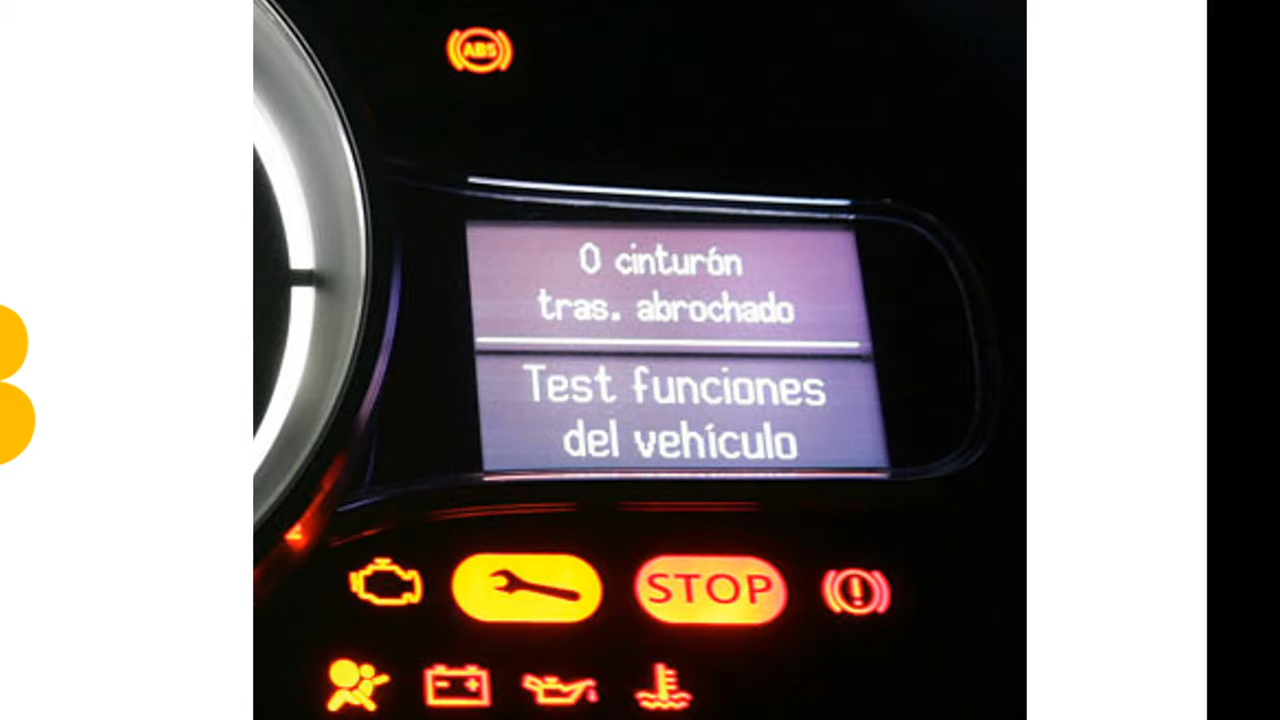 ABS
0 cinturón
tras. abrochado
Test funciones
del vehículo
STOP